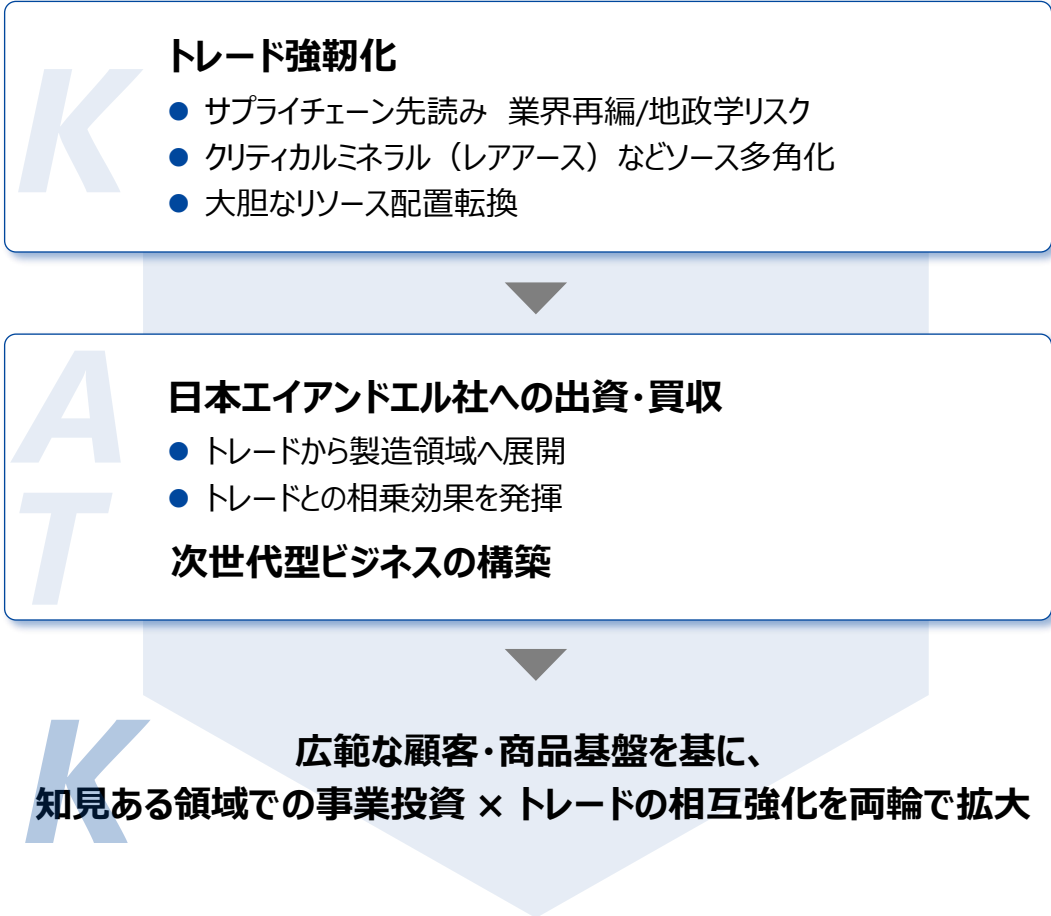 K
トレード強靭化
● サプライチェーン先読み 業界再編/地政学リスク
● クリティカルミネラル（レアアース）などソース多角化
● 大胆なリソース配置転換
A
日本エイアンドエル社への出資・買収
● トレードから製造領域へ展開
● トレードとの相乗効果を発揮
T
次世代型ビジネスの構築
K
広範な顧客・商品基盤を基に、
知見ある領域での事業投資 × トレードの相互強化を両輪で拡大